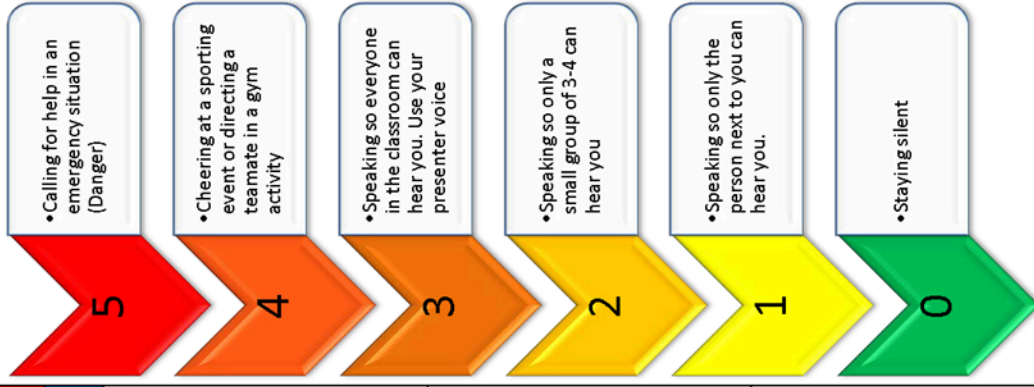 5
•Calling for help in an
emergency situation
(Danger)
4
•Cheering at a sporting
event or directing a
teamate in a gym
activity
3
•Speaking so everyone
in the classroom can
hear you. Use your
presenter voice
2
•Speaking so only a
small group of 3-4 can
hear you
1
•Speaking so only the
person next to you can
hear you.
0
•Staying silent